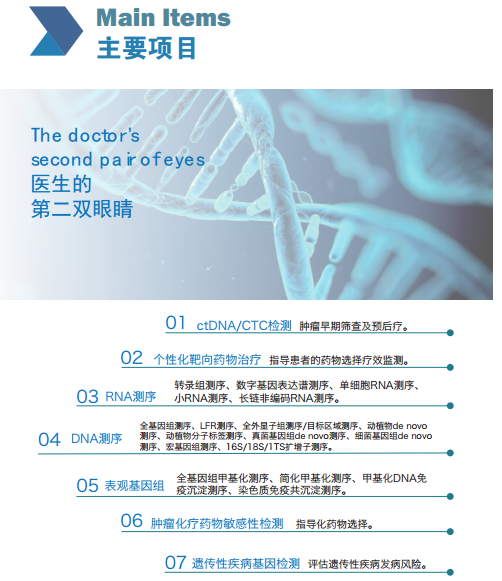 Main Items
主要项目
The doctor's
second pair of eyes
医生的
第二双眼睛
01 ctDNA/CTC检测 肿瘤早期筛查及预后疗。
02 个性化靶向药物治疗 指导患者的药物选择疗效监测。
03 RNA测序 转录组测序、数字基因表达谱测序、单细胞RNA测序、
小RNA测序、长链非编码RNA测序。
04 DNA测序 全基因组测序、LFR测序、全外显子组测序/目标区域测序、动植物de novo
测序、动植物分子标签测序、真菌基因组de novo测序、细菌基因组de novo
测序、宏基因组测序、16S/18S/1TS扩增子测序。
05 表观基因组 全基因组甲基化测序、简化甲基化测序、甲基化DNA免
疫沉淀测序、染色质免疫共沉淀测序。
06 肿瘤化疗药物敏感性检测 指导化药物选择。
07 遗传性疾病基因检测 评估遗传性疾病发病风险。